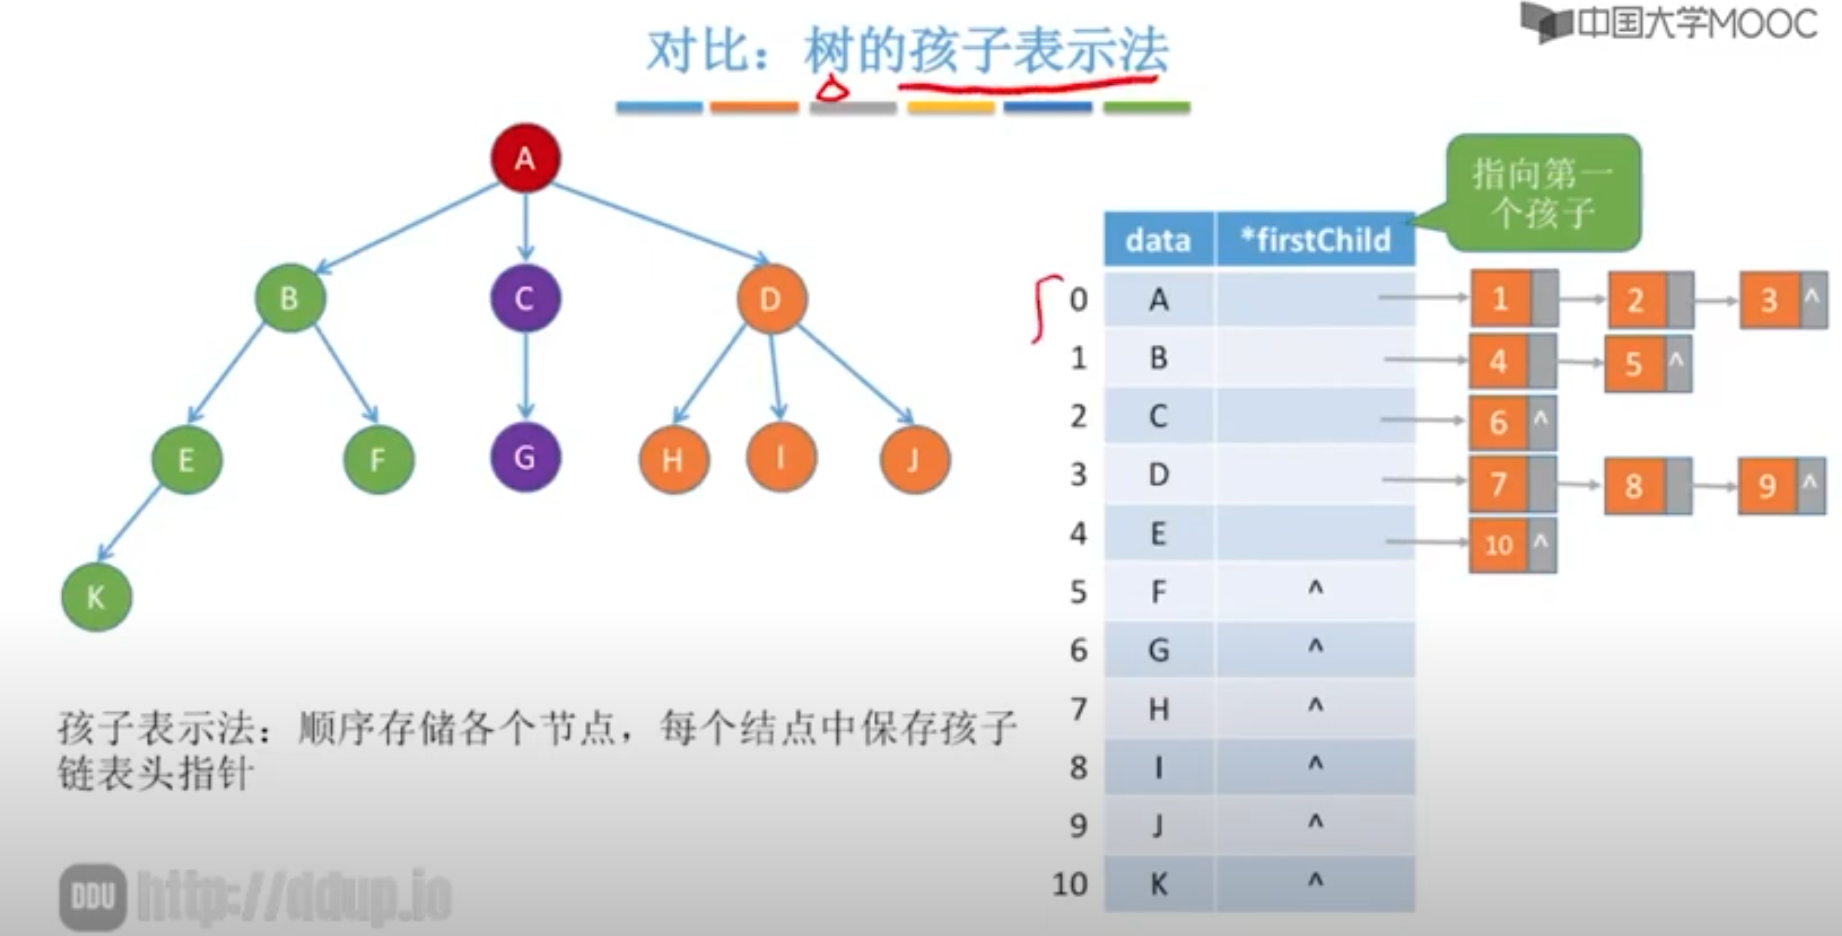 中国大学MOOC
对比：树的孩子表示法
A
B
C
D
E
F
G
H
I
J
K
指向第一
个孩子
data *firstChild
0 A 1 2 3 ^
1 B 4 5 ^
2 C 6 ^
3 D 7 8 9 ^
4 E 10 ^
5 F ^
6 G ^
7 H ^
8 I ^
9 J ^
10 K ^
孩子表示法：顺序存储各个节点，每个结点中保存孩子
链表头指针
DDU http://ddup.io